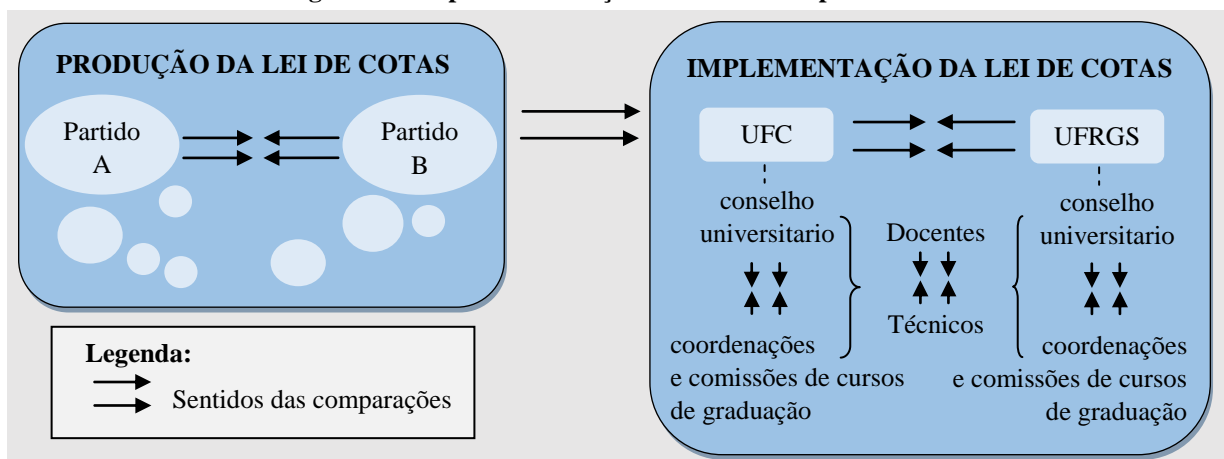 PRODUÇÃO DA LEI DE COTAS
Partido
A
Partido
B
Legenda:
Sentidos das comparações
IMPLEMENTAÇÃO DA LEI DE COTAS
UFC
UFRGS
conselho
universitario
coordenações
e comissões de cursos
de graduação
Docentes
Técnicos
conselho
universitario
coordenações
e comissões de cursos
de graduação